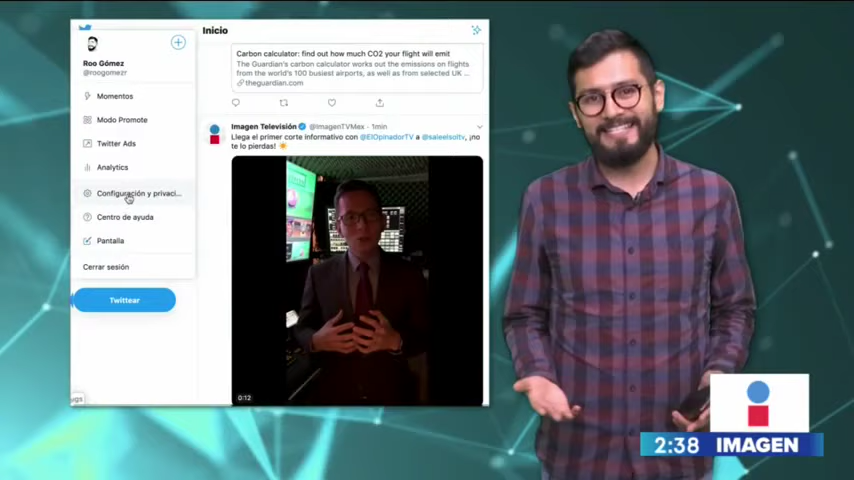 Inicio
Roo Gómez
@roogomezr
Momentos
Modo Promote
Twitter Ads
Analytics
Configuración y privaci...
Centro de ayuda
Pantalla
Cerrar sesión
Twittear
Carbon calculator: find out how much CO2 your flight will emit
The Guardian's carbon calculator works out the emissions on flights
from the world's 100 busiest airports, as well as from selected UK ...
theguardian.com
Imagen Televisión @ImagenTVMex · 1min
Llega el primer corte informativo con @ElOpinadorTV a @saleelsoltv, ¡no
te lo pierdas!
0:12
2:38 IMAGEN